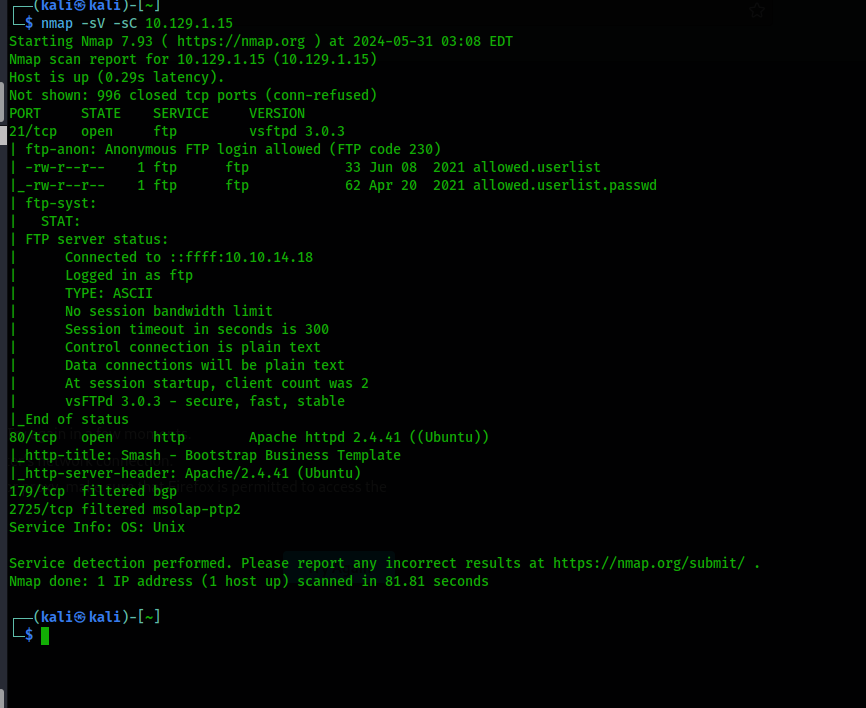 ┌──(kali㉿kali)-[~]
└─$ nmap -sV -sC 10.129.1.15
Starting Nmap 7.93 ( https://nmap.org ) at 2024-05-31 03:08 EDT
Nmap scan report for 10.129.1.15 (10.129.1.15)
Host is up (0.29s latency).
Not shown: 996 closed tcp ports (conn-refused)
PORT     STATE    SERVICE     VERSION
21/tcp   open     ftp         vsftpd 3.0.3
| ftp-anon: Anonymous FTP login allowed (FTP code 230)
| -rw-r--r--    1 ftp      ftp            33 Jun 08  2021 allowed.userlist
|_-rw-r--r--    1 ftp      ftp            62 Apr 20  2021 allowed.userlist.passwd
| ftp-syst:
|   STAT:
| FTP server status:
|      Connected to ::ffff:10.10.14.18
|      Logged in as ftp
|      TYPE: ASCII
|      No session bandwidth limit
|      Session timeout in seconds is 300
|      Control connection is plain text
|      Data connections will be plain text
|      At session startup, client count was 2
|      vsFTPd 3.0.3 - secure, fast, stable
|_End of status
80/tcp   open     http        Apache httpd 2.4.41 ((Ubuntu))
|_http-title: Smash - Bootstrap Business Template
|_http-server-header: Apache/2.4.41 (Ubuntu)
179/tcp  filtered bgp
is permitted to access the
2725/tcp filtered msolap-ptp2
Service Info: OS: Unix
Service detection performed. Please report any incorrect results at https://nmap.org/submit/ .
Nmap done: 1 IP address (1 host up) scanned in 81.81 seconds
┌──(kali㉿kali)-[~]
└─$